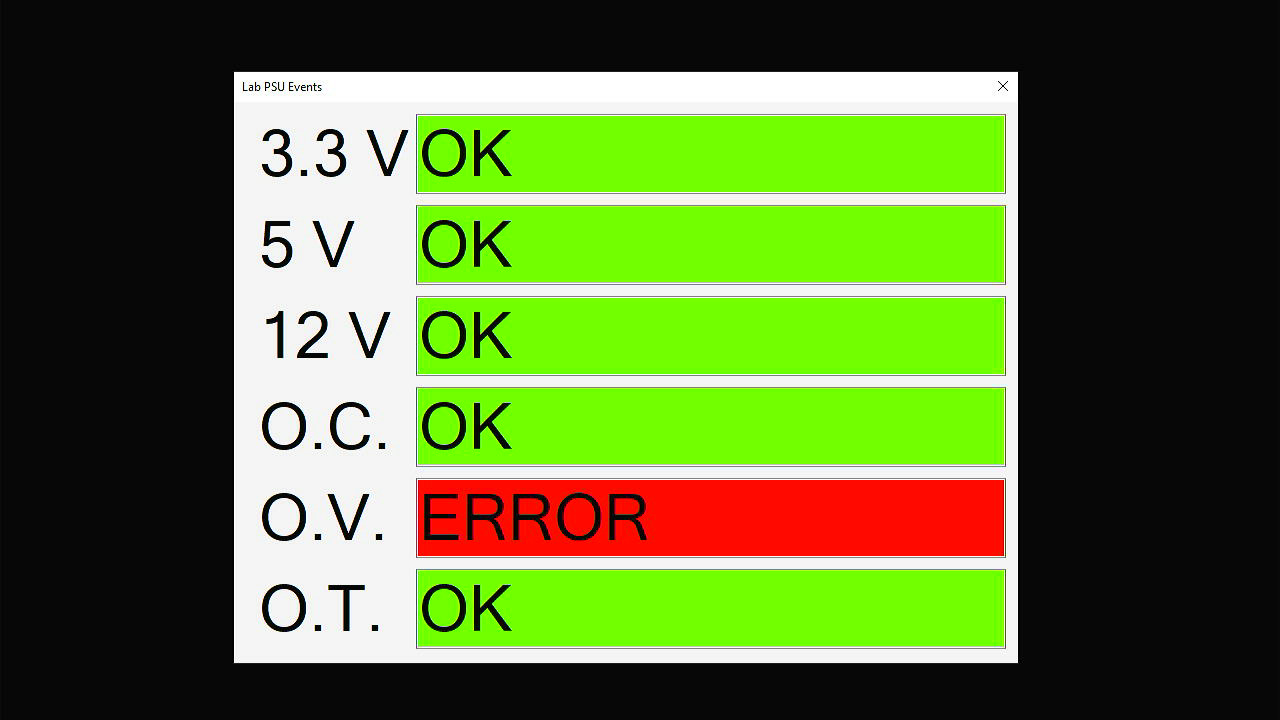 Lab PSU Events
3.3 V OK
5 V OK
12 V OK
O.C. OK
O.V. ERROR
O.T. OK